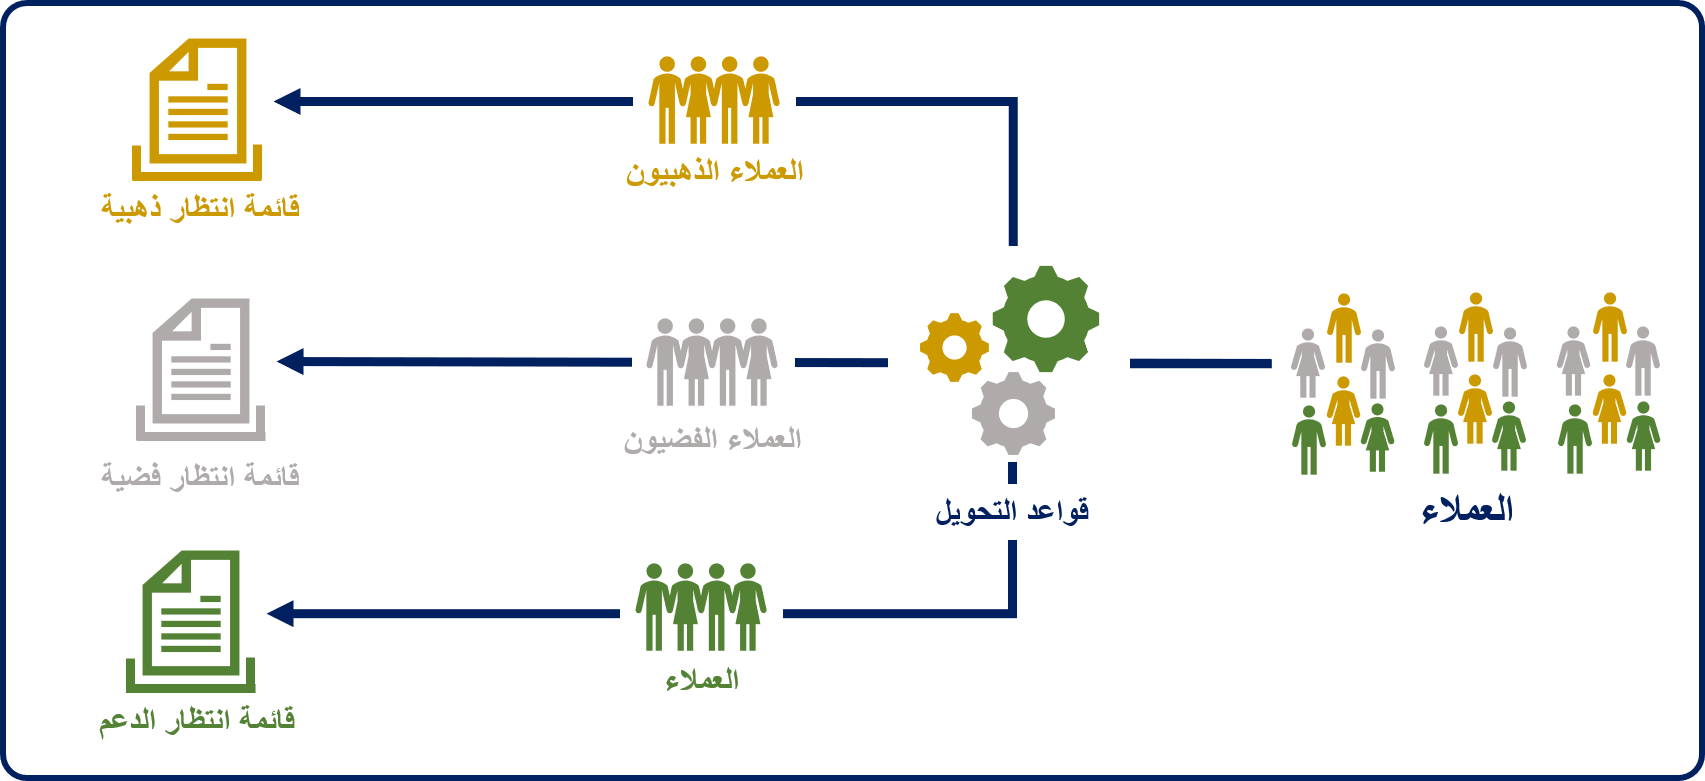 العملاء
قواعد التحويل
العملاء الذهبيون
قائمة انتظار ذهبية
العملاء الفضيون
قائمة انتظار فضية
العملاء
قائمة انتظار الدعم